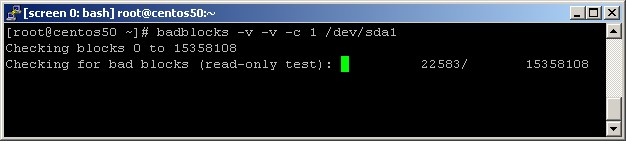 [screen 0: bash] root@centos50:~
[root@centos50 ~]# badblocks -v -v -c 1 /dev/sda1
Checking blocks 0 to 15358108
Checking for bad blocks (read-only test): 22583/ 15358108